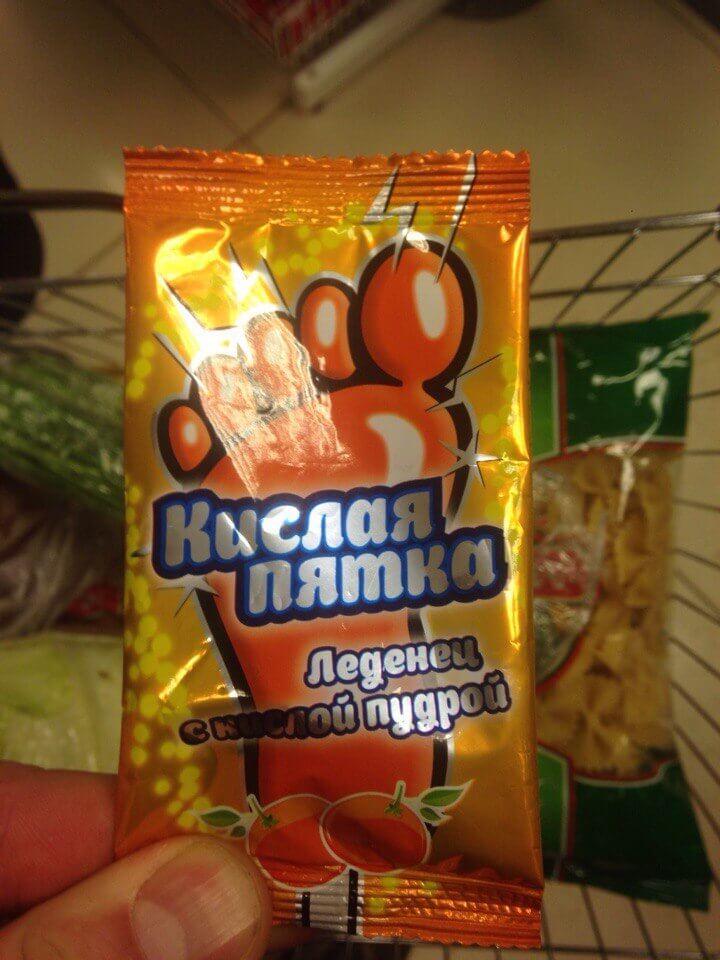 Кислая
пятка
Леденец
с кислой пудрой